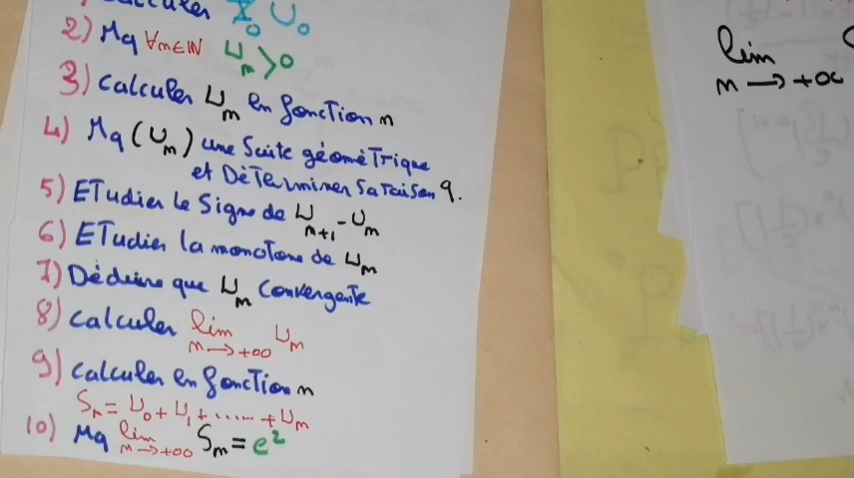 1) Calculer X₀ U₀
2) Mq ∀n∈ℕ Uₙ>0
3) Calculer Uₙ en fonction n
4) Mq (Uₙ) une Suite géométrique
et Déterminer sa raison q.
5) ETudier le Signe de Uₙ₊₁-Uₙ
6) ETudier la monotone de Uₙ
7) Déduire que Uₙ Convergente
8) Calculer lim Uₙ
n→+∞
9) Calculer en fonction n
Sₙ = U₀ + U₁ + ...... + Uₙ
10) Mq lim Sₙ = e²
n→+∞
lim
n→+∞